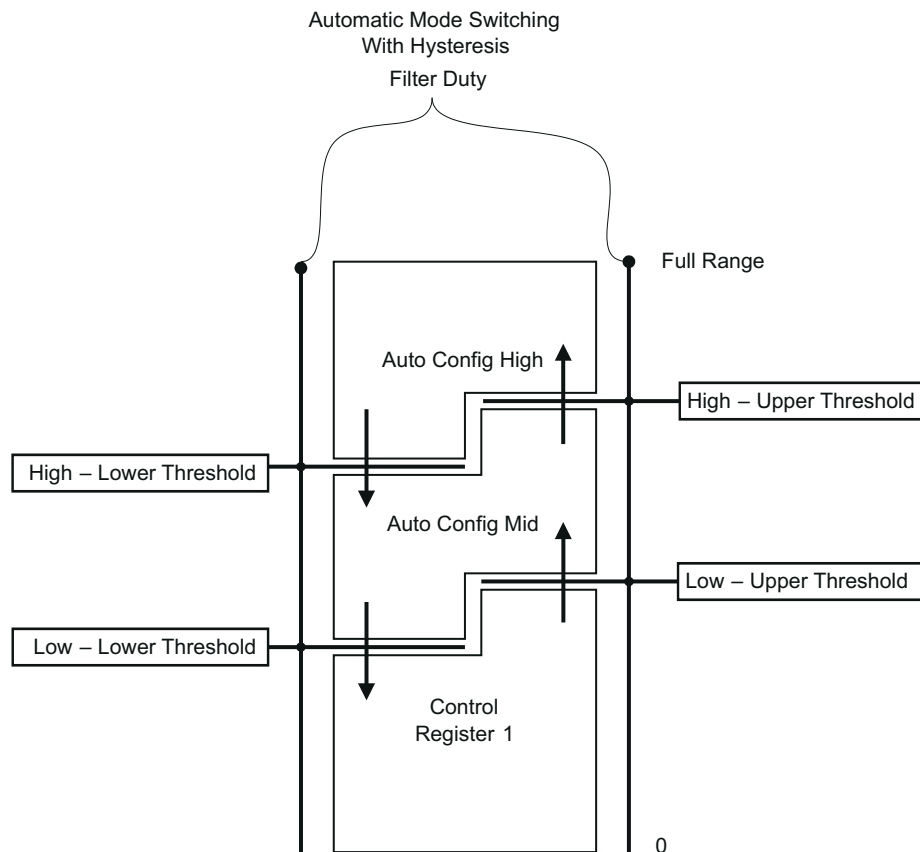 Automatic Mode Switching
With Hysteresis
Filter Duty
Full Range
Auto Config High
High – Upper Threshold
High – Lower Threshold
Auto Config Mid
Low – Upper Threshold
Low – Lower Threshold
Control
Register 1
0